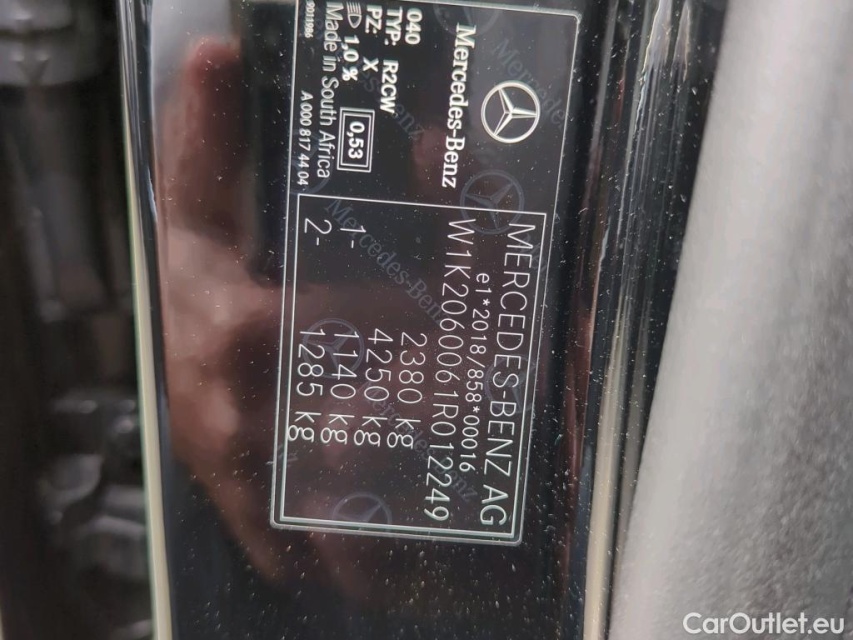 Mercedes-Benz
040
TYP: R2CW
PZ: X
1,0 %
0,53
Made in South Africa
9011986
A 000 817 44 04
MERCEDES-BENZ AG
e1*2018/858*00016
W1K2060061R012249
2380 kg
4250 kg
1- 1140 kg
2- 1285 kg
CarOutlet.eu